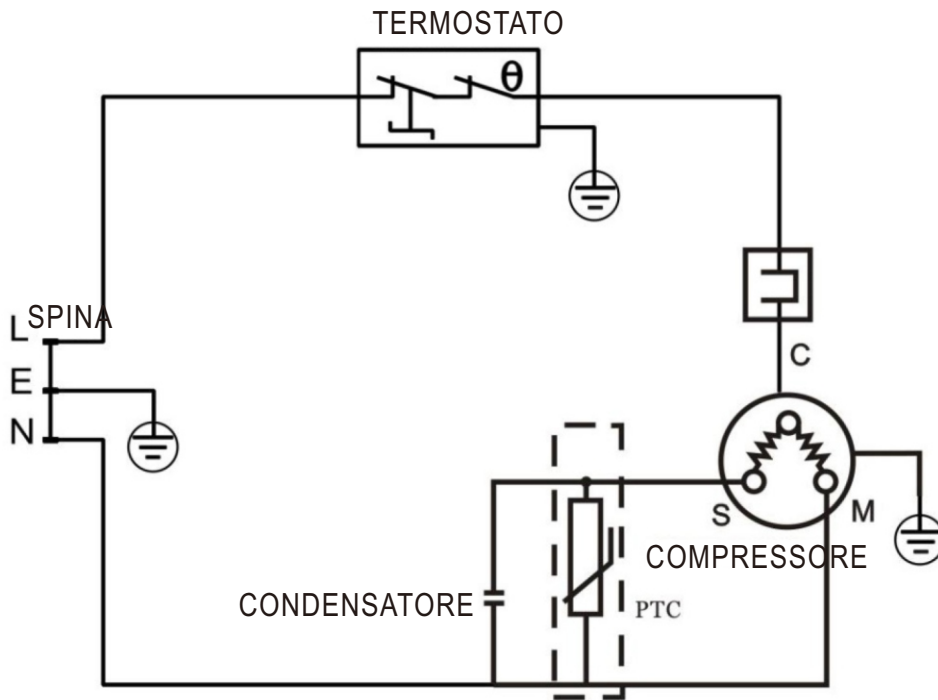 TERMOSTATO
θ
SPINA
L
E
N
C
S
M
COMPRESSORE
CONDENSATORE
PTC